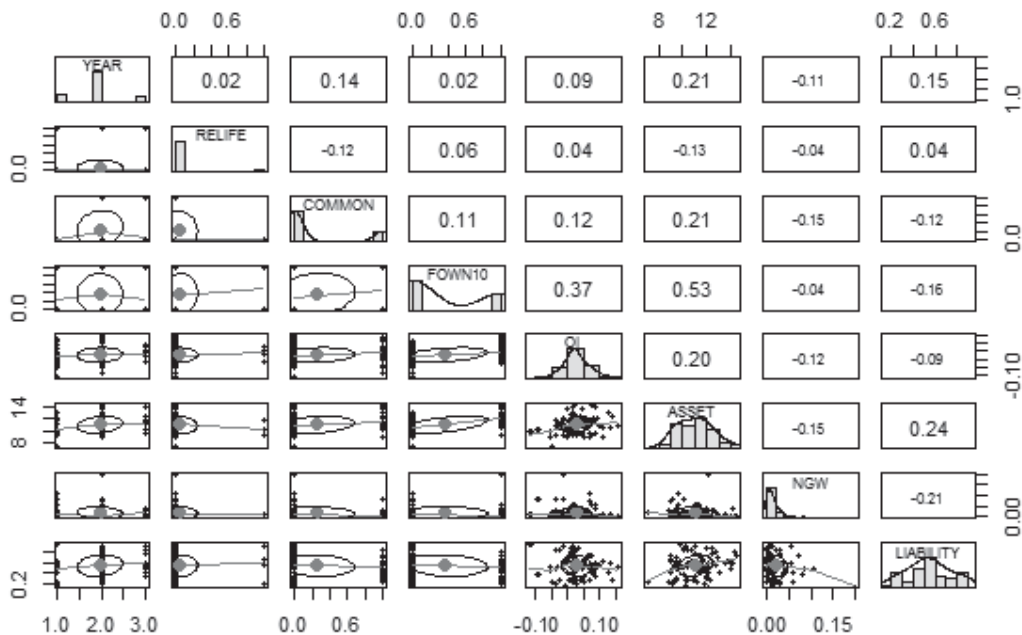 0.0 0.6 0.0 0.6 8 12 0.2 0.6
YEAR 0.02 0.14 0.02 0.09 0.21 -0.11 0.15 1.0
0.0 RELIFE -0.12 0.06 0.04 -0.13 -0.04 0.04
COMMON 0.11 0.12 0.21 -0.15 -0.12 0.0
0.0 FOWN10 0.37 0.53 -0.04 -0.16
OI 0.20 -0.12 -0.09 -0.10
8 14 ASSET -0.15 0.24
NGW -0.21 0.00
0.2 LIABILITY
1.0 2.0 3.0 0.0 0.6 -0.10 0.10 0.00 0.15